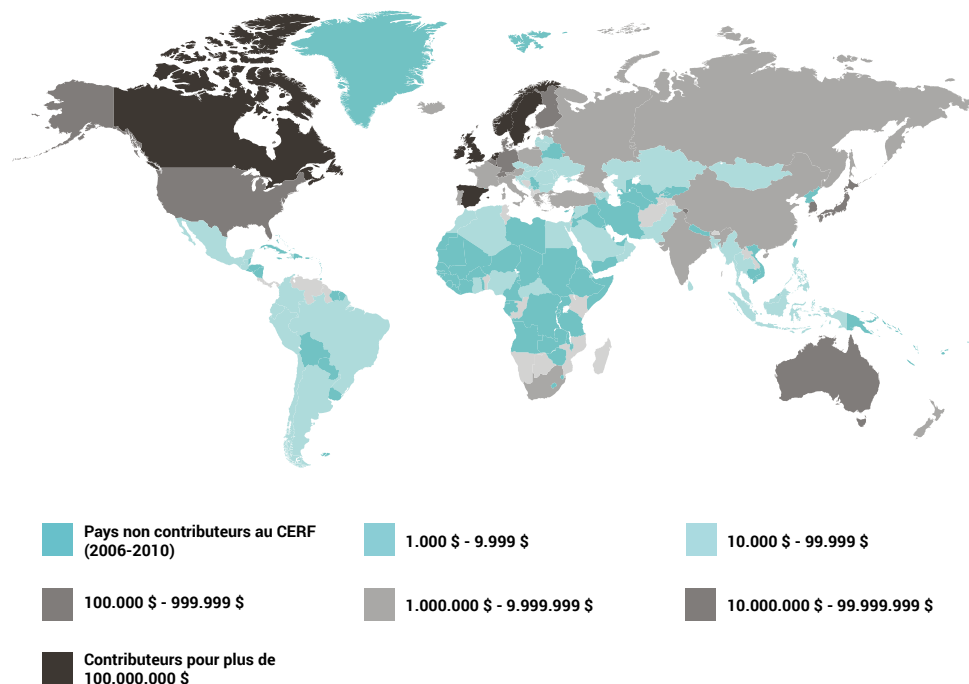 Pays non contributeurs au CERF
(2006-2010)
1.000 $ - 9.999 $
10.000 $ - 99.999 $
100.000 $ - 999.999 $
1.000.000 $ - 9.999.999 $
10.000.000 $ - 99.999.999 $
Contributeurs pour plus de
100.000.000 $